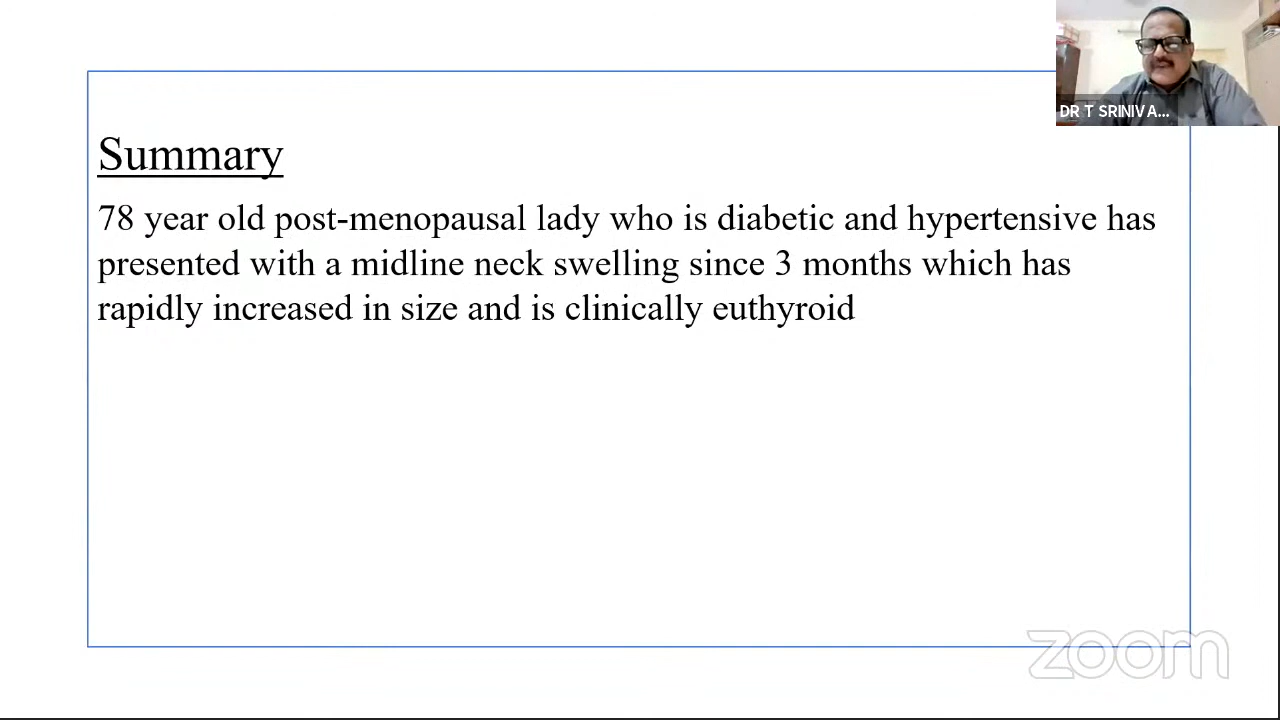 DR T SRINIVA...
Summary
78 year old post-menopausal lady who is diabetic and hypertensive has
presented with a midline neck swelling since 3 months which has
rapidly increased in size and is clinically euthyroid
zoom